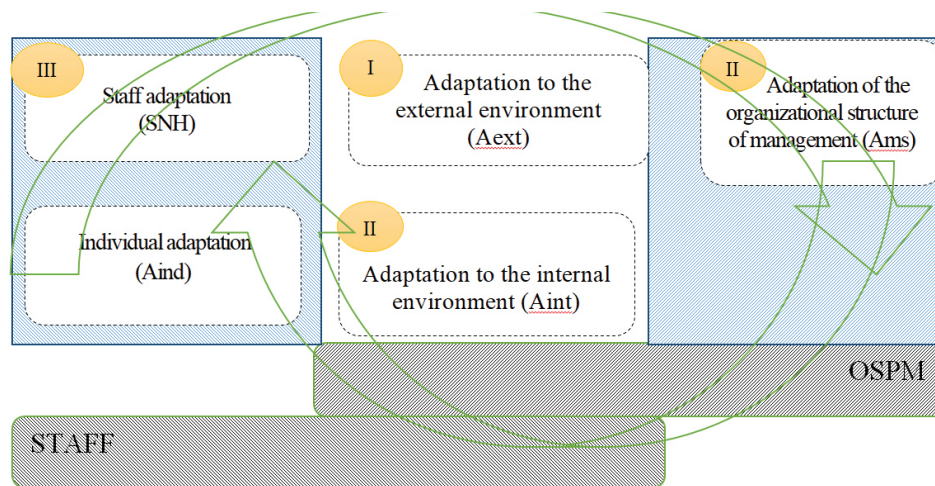 III
Staff adaptation
(SNH)
Individual adaptation
(Aind)
I
Adaptation to the
external environment
(Aext)
II
Adaptation to the internal
environment (Aint)
II
Adaptation of the
organizational structure
of management (Ams)
OSPM
STAFF